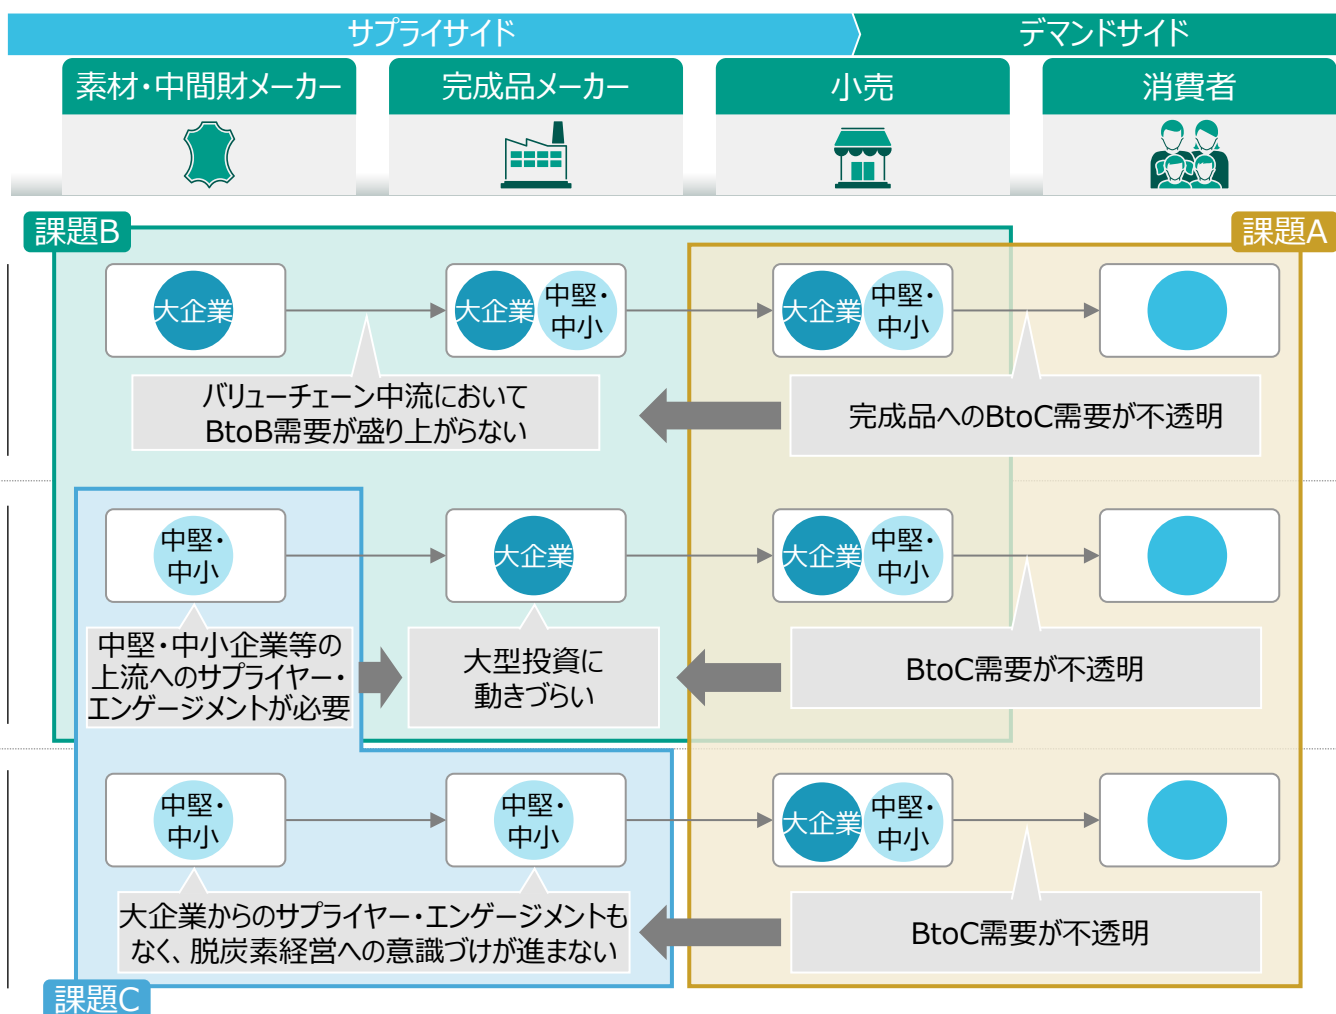 サプライサイド
デマンドサイド
素材・中間財メーカー
完成品メーカー
小売
消費者
課題B
課題A
大企業
大企業
中堅・
中小
大企業
中堅・
中小
バリューチェーン中流において
BtoB需要が盛り上がらない
完成品へのBtoC需要が不透明
中堅・
中小
大企業
大企業
中堅・
中小
中堅・中小企業等の
上流へのサプライヤー・
エンゲージメントが必要
大型投資に
動きづらい
BtoC需要が不透明
中堅・
中小
中堅・
中小
大企業
中堅・
中小
大企業からのサプライヤー・エンゲージメントも
なく、脱炭素経営への意識づけが進まない
BtoC需要が不透明
課題C